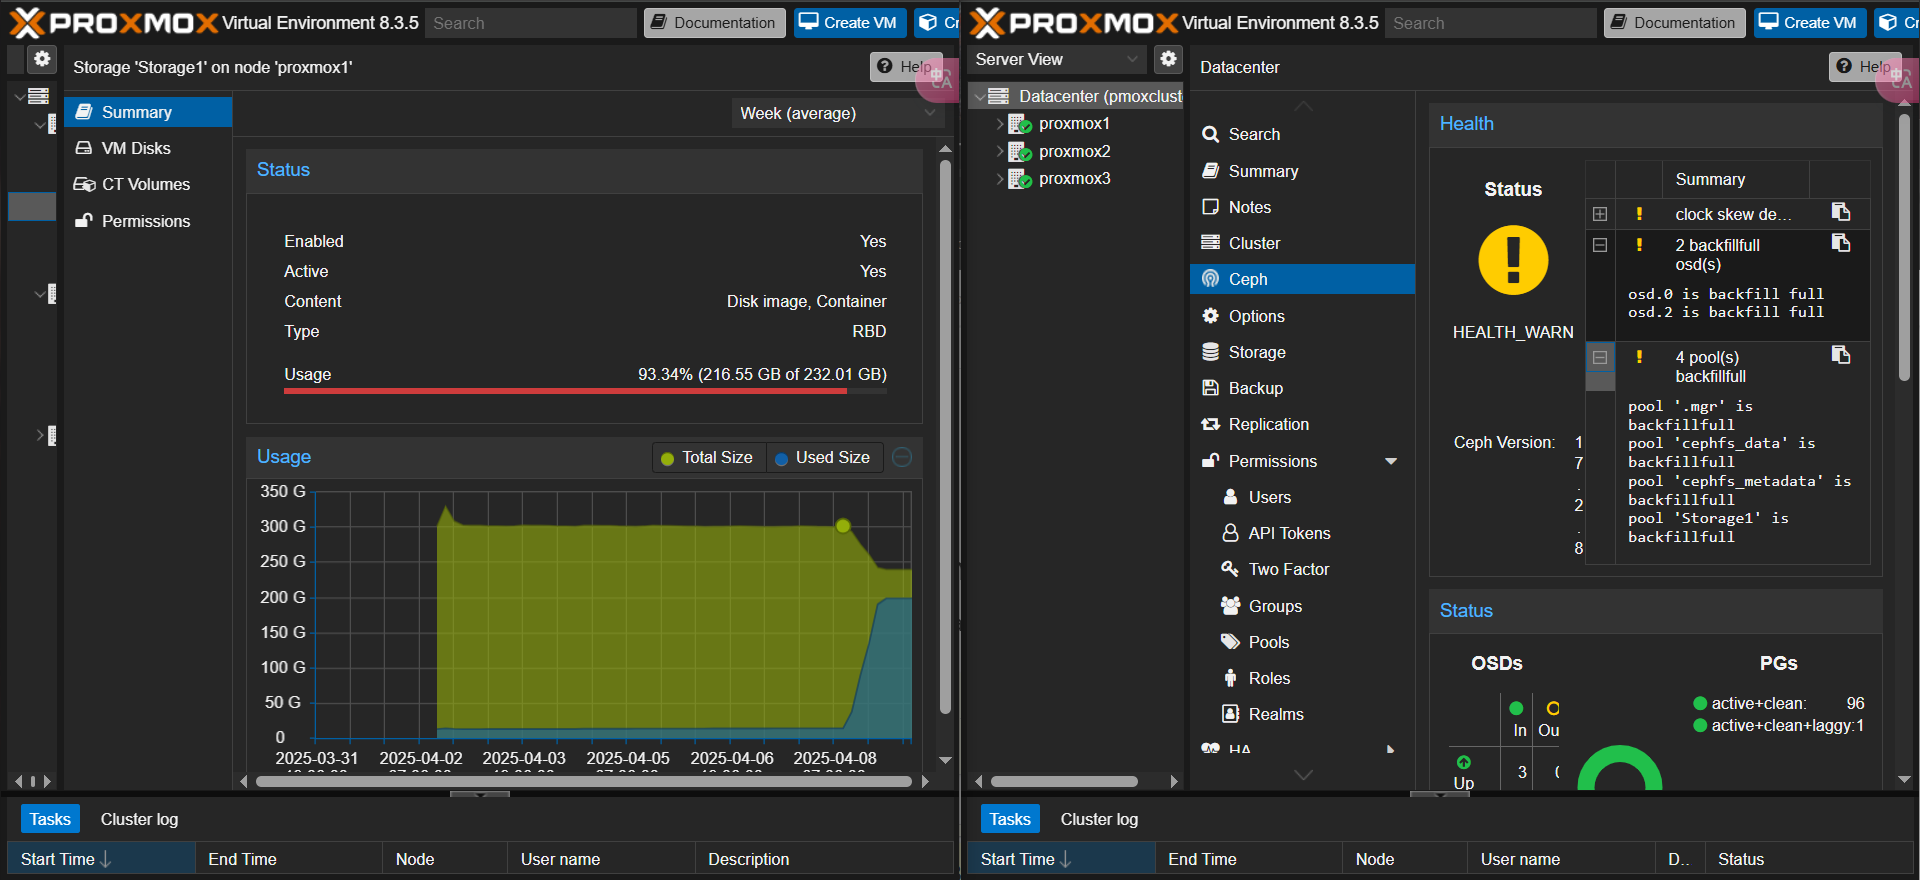 PROXMOX Virtual Environment 8.3.5
Search
Documentation
Create VM
Cr
Storage 'Storage1' on node 'proxmox1'
Help
Summary
VM Disks
CT Volumes
Permissions
Week (average)
Status
Enabled Yes
Active Yes
Content Disk image, Container
Type RBD
Usage 93.34% (216.55 GB of 232.01 GB)
Usage
Total Size
Used Size
350 G
300 G
250 G
200 G
150 G
100 G
50 G
0
2025-03-31 2025-04-02 2025-04-03 2025-04-05 2025-04-06 2025-04-08
Tasks
Cluster log
Start Time End Time Node User name Description
PROXMOX Virtual Environment 8.3.5
Search
Documentation
Create VM
Cr
Server View
Datacenter
Help
Datacenter (pmoxclust
proxmox1
proxmox2
proxmox3
Search
Summary
Notes
Cluster
Ceph
Options
Storage
Backup
Replication
Permissions
Users
API Tokens
Two Factor
Groups
Pools
Roles
Realms
HA
Health
Status
HEALTH_WARN
Ceph Version: 17.2.8
Summary
clock skew de...
2 backfillfull
osd(s)
osd.0 is backfill full
osd.2 is backfill full
4 pool(s)
backfillfull
pool '.mgr' is
backfillfull
pool 'cephfs_data' is
backfillfull
pool 'cephfs_metadata' is
backfillfull
pool 'Storage1' is
backfillfull
Status
OSDs
In Ou
Up 3
PGs
active+clean: 96
active+clean+laggy: 1
Tasks
Cluster log
Start Time End Time Node User name D.. Status